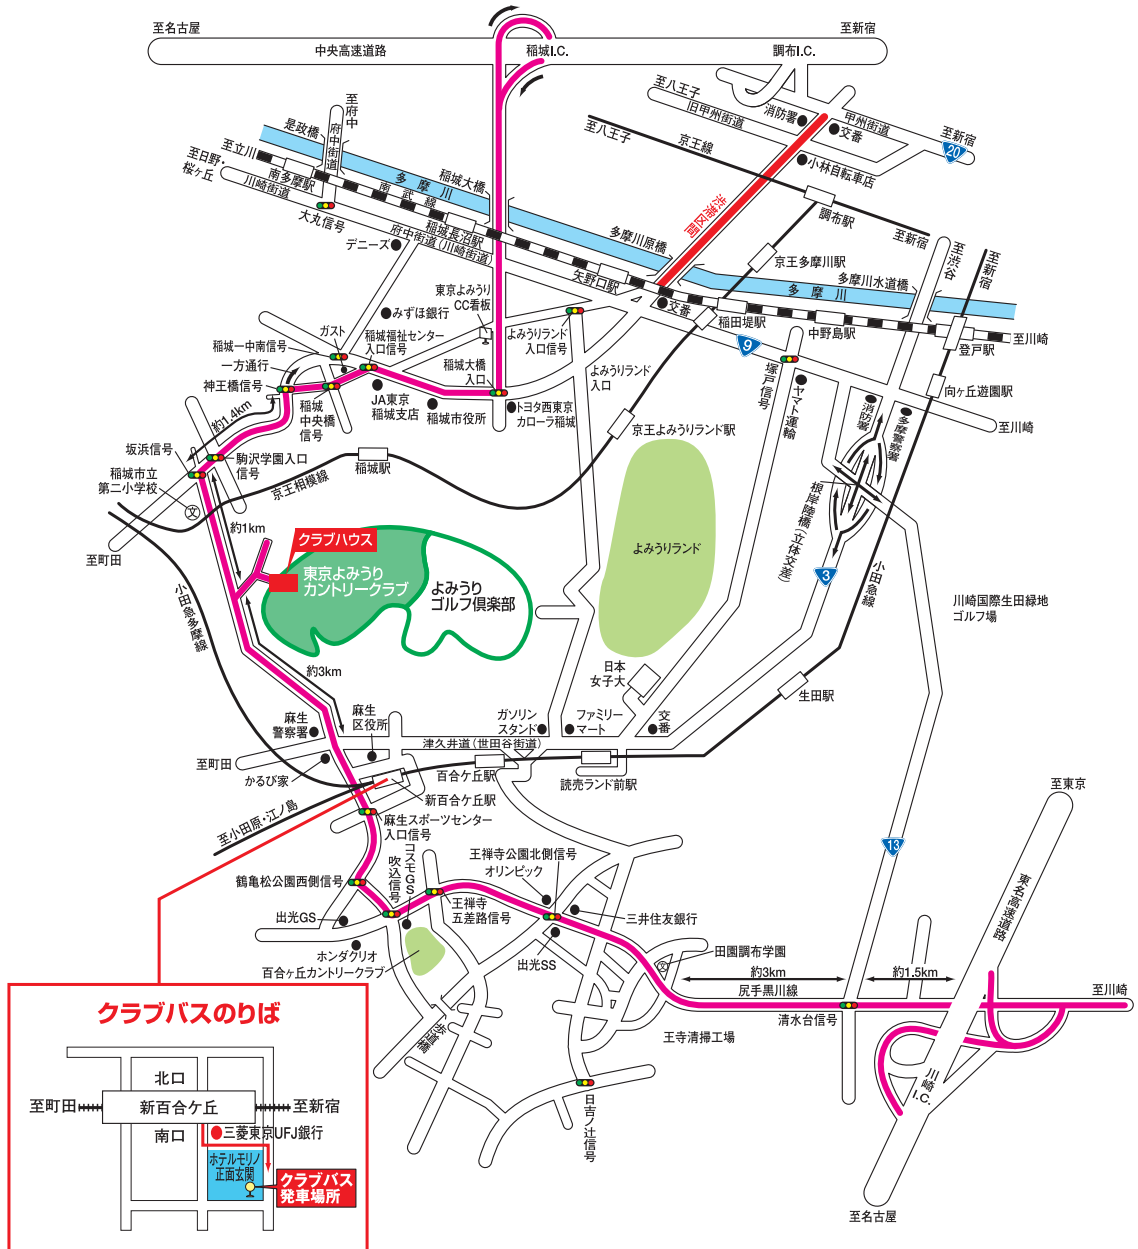 至名古屋
至新宿
中央高速道路
稲城I.C.
調布I.C.
至八王子
旧甲州街道
消防署
甲州街道
交番
至新宿
20
至府中
府中街道
是政橋
至立川
至日野・
桜ヶ丘
南多摩駅
川崎街道
大丸信号
多摩川
南武線
稲城大橋
稲城長沼駅
府中街道(川崎街道)
デニーズ
至八王子
京王線
小林自転車店
渋滞区間
調布駅
至新宿
至渋谷
至新宿
多摩川原橋
京王多摩川駅
多摩川水道橋
多摩川
矢野口駅
交番
稲田堤駅
中野島駅
登戸駅
至川崎
東京よみうり
CC看板
みずほ銀行
ガスト
稲城福祉センター
入口信号
稲城一中南信号
一方通行
神王橋信号
よみうりランド
入口信号
稲城大橋
入口
よみうりランド
入口
9
塚戸信号
向ヶ丘遊園駅
ヤマト運輸
消防署
多摩警察署
至川崎
約1.4km
稲城
中央橋
信号
JA東京
稲城支店
稲城市役所
トヨタ西東京
カローラ稲城
京王よみうりランド駅
坂浜信号
駒沢学園入口
信号
稲城市立
第二小学校
文
京王相模線
稲城駅
根岸陸橋(立体交差)
至町田
約1km
クラブハウス
東京よみうり
カントリークラブ
よみうり
ゴルフ倶楽部
よみうりランド
3
小田急線
川崎国際生田緑地
ゴルフ場
小田急多摩線
約3km
日本
女子大
生田駅
麻生
警察署
麻生
区役所
ガソリン
スタンド
ファミリー
マート
交番
津久井道(世田谷街道)
至町田
かるび家
百合ケ丘駅
読売ランド前駅
新百合ケ丘駅
至小田原・江ノ島
麻生スポーツセンター
入口信号
至東京
13
東名高速道路
コスモGS
吹込信号
王禅寺公園北側信号
オリンピック
鶴亀松公園西側信号
王禅寺
五差路信号
三井住友銀行
出光GS
ホンダクリオ
百合ヶ丘カントリークラブ
出光SS
文
田園調布学園
約3km
約1.5km
尻手黒川線
至川崎
清水台信号
王寺清掃工場
歩道橋
川崎
I.C.
日吉ノ辻信号
至名古屋
クラブバスのりば
北口
至町田
新百合ケ丘
至新宿
南口
三菱東京UFJ銀行
ホテルモリノ
正面玄関
クラブバス
発車場所